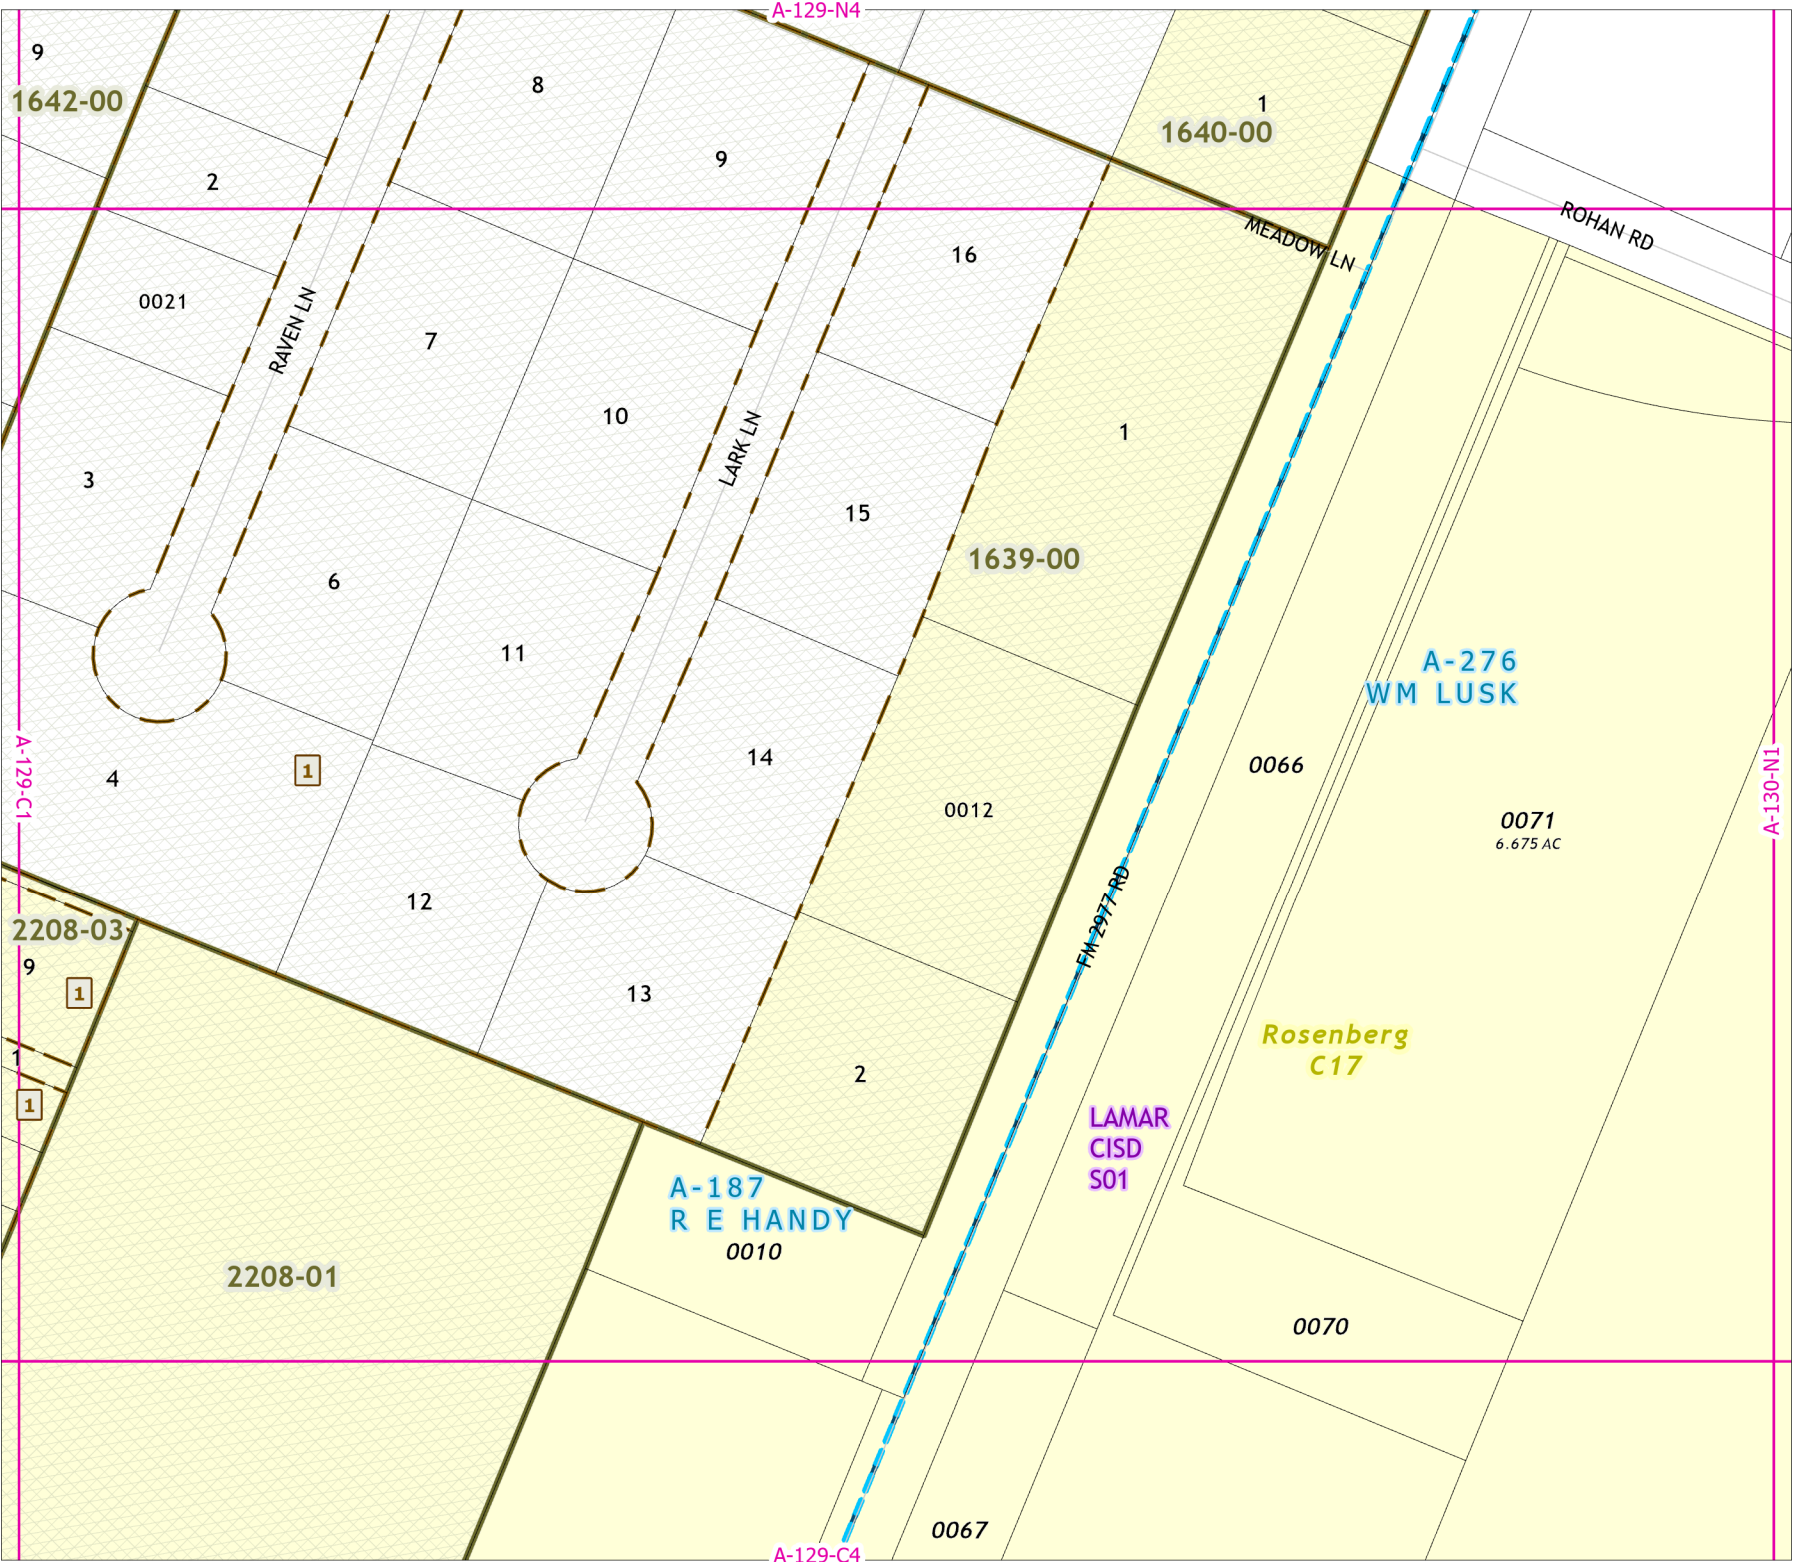 A-129-N4
9
1642-00
8
1
1640-00
9
2
ROHAN RD
MEADOW LN
16
0021
RAVEN LN
7
10
1
LARK LN
3
15
1639-00
6
11
A-276
WM LUSK
14
0066
1
4
A-129-C1
A-130-N1
0012
0071
6.675 AC
12
FM 2977 RD
2208-03
9
1
13
Rosenberg
C17
1
2
1
LAMAR
CISD
S01
A-187
R E HANDY
0010
2208-01
0070
0067
A-129-C4